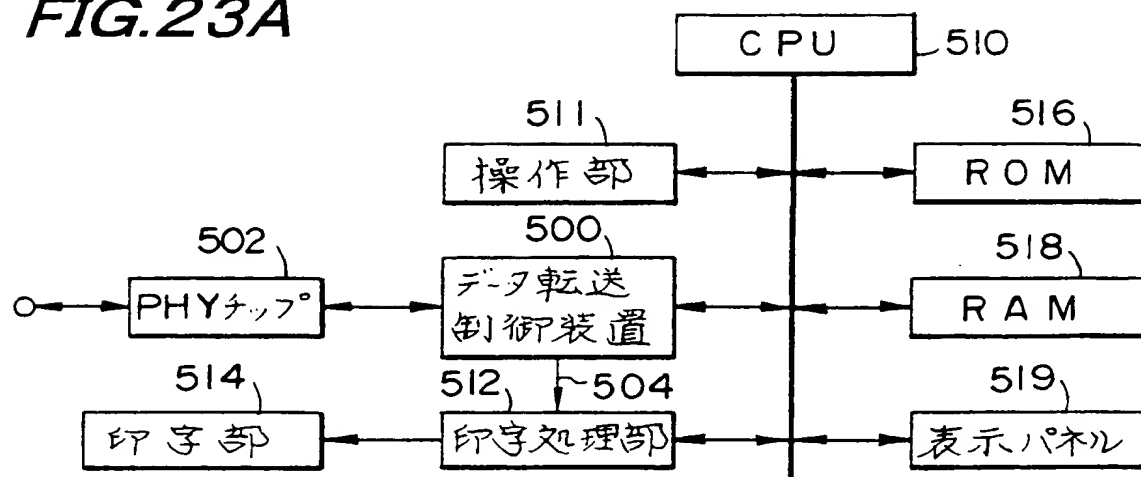 FIG.23A
CPU
510
511
516
操作部
ROM
502
500
518
PHYチップ
データ転送
制御装置
RAM
514
512
504
519
印字部
印字処理部
表示パネル